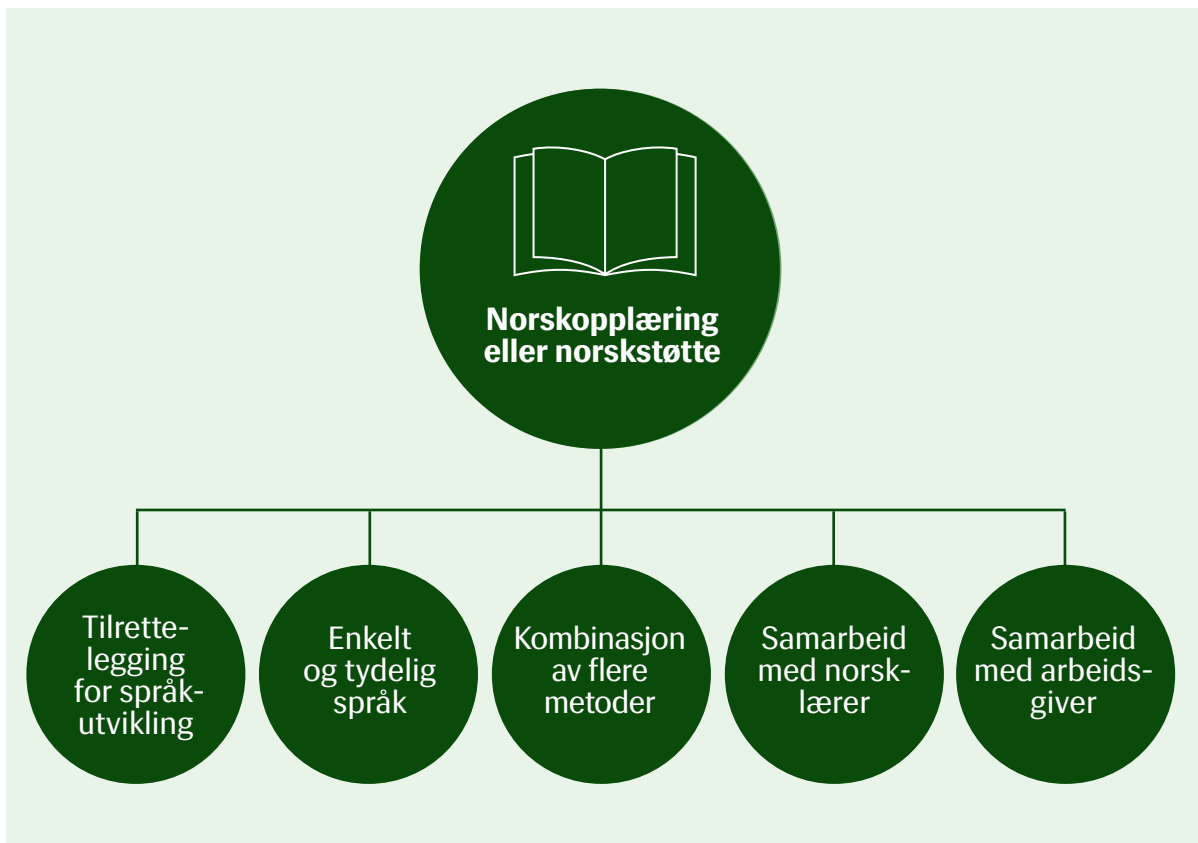 Norskopplæring
eller norskstøtte
Tilrette-
legging
for språk-
utvikling
Enkelt
og tydelig
språk
Kombinasjon
av flere
metoder
Samarbeid
med norsk-
lærer
Samarbeid
med arbeids-
giver